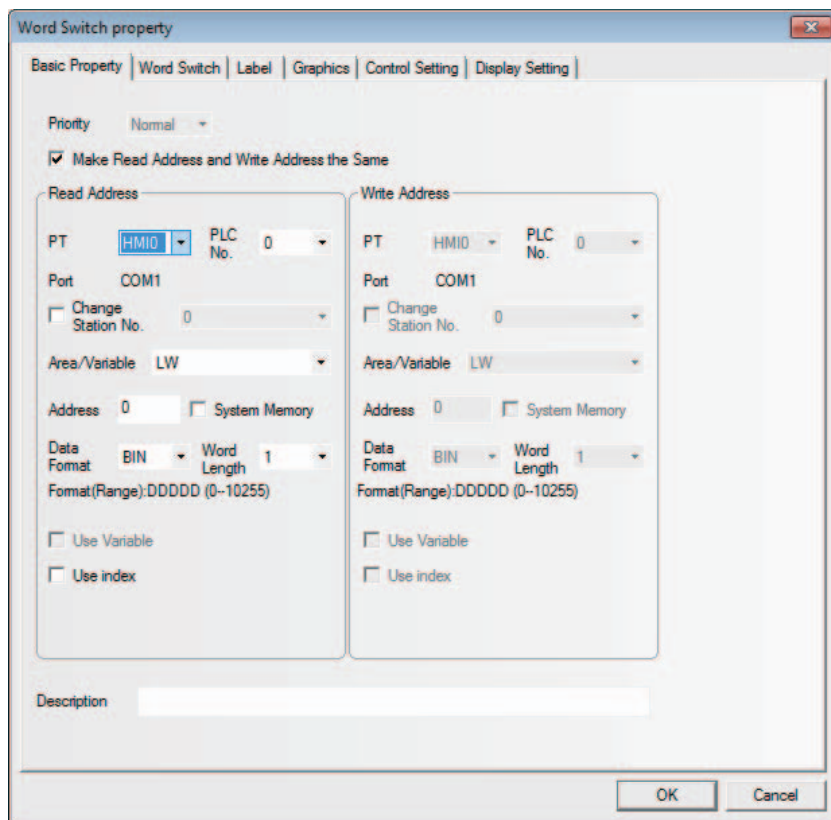 Word Switch property
Basic Property Word Switch Label Graphics Control Setting Display Setting
Priority Normal
Make Read Address and Write Address the Same
Read Address
PT HMI0 PLC No. 0
Port COM1
Change Station No. 0
Area/Variable LW
Address 0 System Memory
Data Format BIN Word Length 1
Format(Range):DDDDD (0--10255)
Use Variable
Use index
Write Address
PT HMI0 PLC No. 0
Port COM1
Change Station No. 0
Area/Variable LW
Address 0 System Memory
Data Format BIN Word Length 1
Format(Range):DDDDD (0--10255)
Use Variable
Use index
Description
OK Cancel